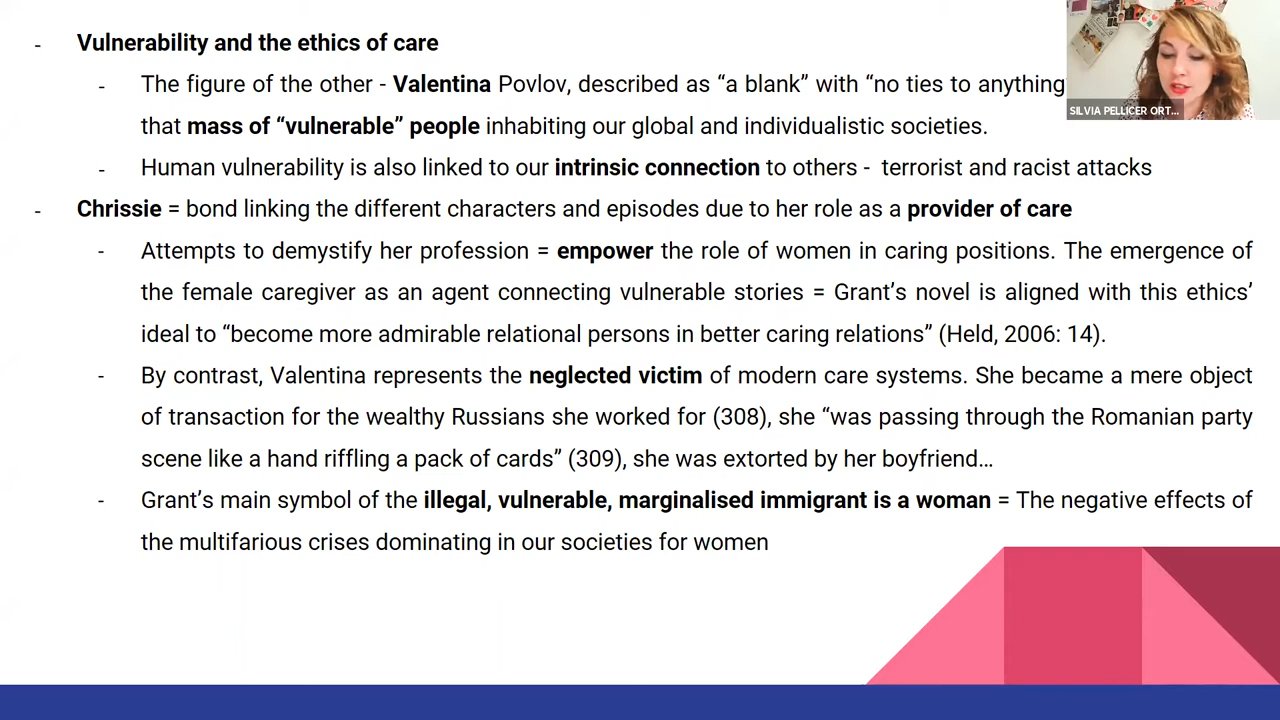 - Vulnerability and the ethics of care
- The figure of the other - Valentina Povlov, described as “a blank” with “no ties to anything
that mass of “vulnerable” people inhabiting our global and individualistic societies.
- Human vulnerability is also linked to our intrinsic connection to others - terrorist and racist attacks
- Chrissie = bond linking the different characters and episodes due to her role as a provider of care
- Attempts to demystify her profession = empower the role of women in caring positions. The emergence of
the female caregiver as an agent connecting vulnerable stories = Grant’s novel is aligned with this ethics’
ideal to “become more admirable relational persons in better caring relations” (Held, 2006: 14).
- By contrast, Valentina represents the neglected victim of modern care systems. She became a mere object
of transaction for the wealthy Russians she worked for (308), she “was passing through the Romanian party
scene like a hand riffling a pack of cards” (309), she was extorted by her boyfriend…
- Grant’s main symbol of the illegal, vulnerable, marginalised immigrant is a woman = The negative effects of
the multifarious crises dominating in our societies for women
SILVIA PELLICER ORT...